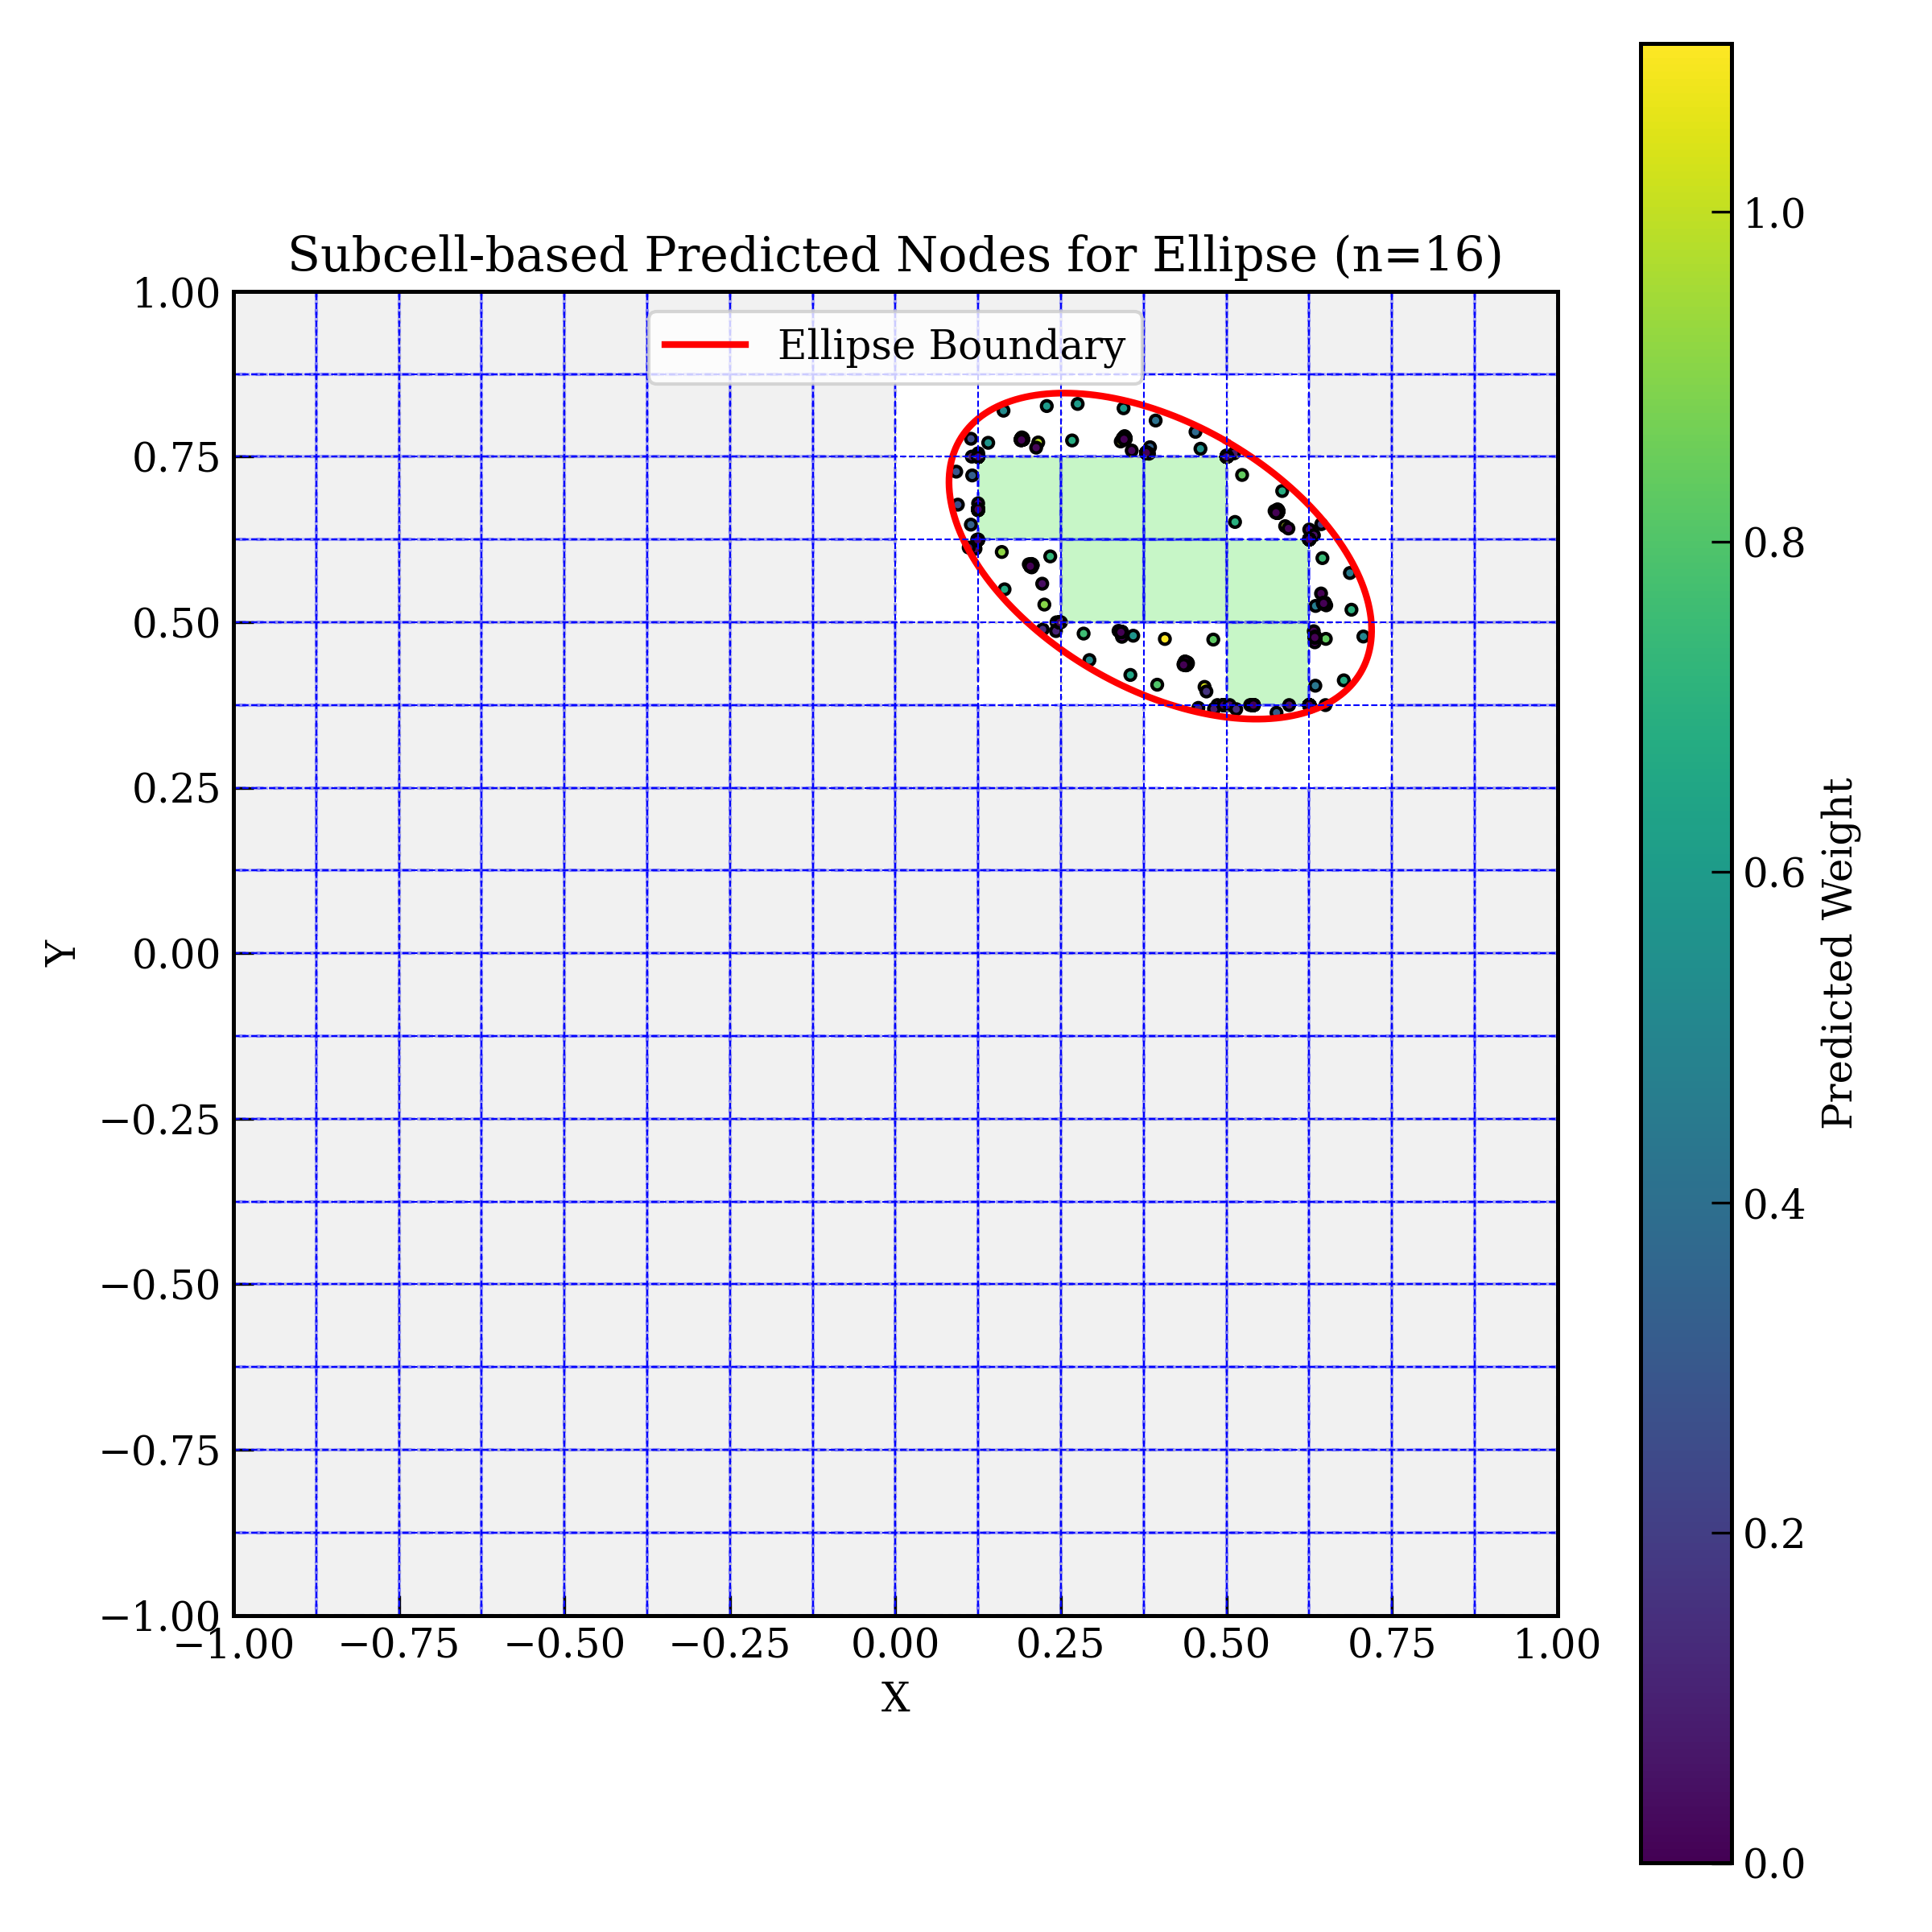 Subcell-based Predicted Nodes for Ellipse (n=16)
Ellipse Boundary
1.00
0.75
0.50
0.25
0.00
−0.25
−0.50
−0.75
−1.00
Y
−1.00 −0.75 −0.50 −0.25 0.00 0.25 0.50 0.75 1.00
X
1.0
0.8
0.6
0.4
0.2
0.0
Predicted Weight